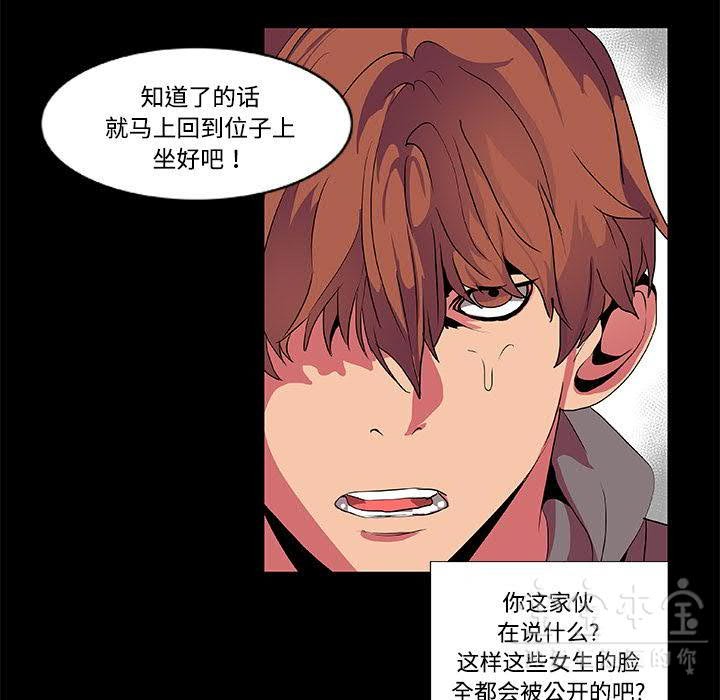 知道了的话
就马上回到位子上
坐好吧！
你这家伙
在说什么?
这样这些女生的脸
全都会被公开的吧?